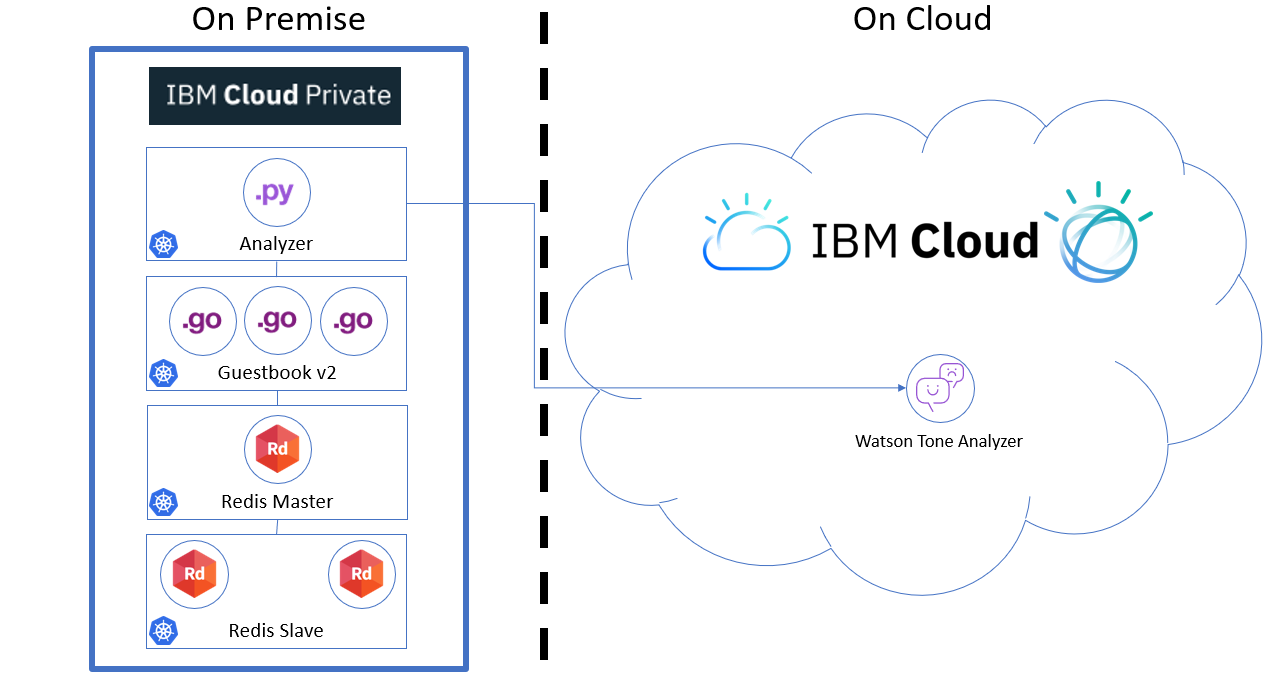 On Premise
On Cloud
IBM Cloud Private
.py
Analyzer
.go .go .go
Guestbook v2
Rd
Redis Master
Rd Rd
Redis Slave
IBM Cloud
Watson Tone Analyzer